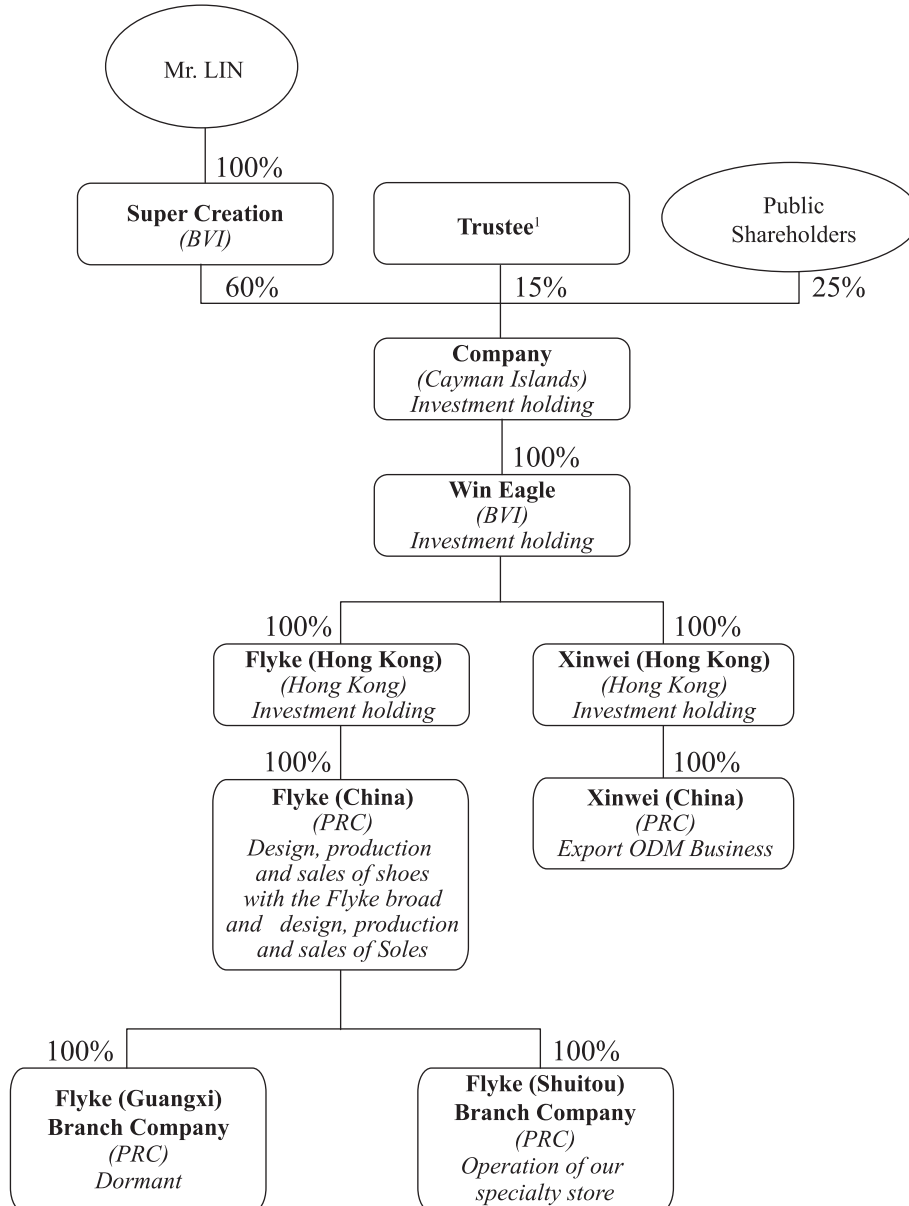 Mr. LIN
100%
Super Creation
(BVI)
Trustee¹
Public
Shareholders
60%
15%
25%
Company
(Cayman Islands)
Investment holding
100%
Win Eagle
(BVI)
Investment holding
100%
100%
Flyke (Hong Kong)
(Hong Kong)
Investment holding
Xinwei (Hong Kong)
(Hong Kong)
Investment holding
100%
100%
Flyke (China)
(PRC)
Design, production
and sales of shoes
with the Flyke broad
and design, production
and sales of Soles
Xinwei (China)
(PRC)
Export ODM Business
100%
100%
Flyke (Guangxi)
Branch Company
(PRC)
Dormant
Flyke (Shuitou)
Branch Company
(PRC)
Operation of our
specialty store